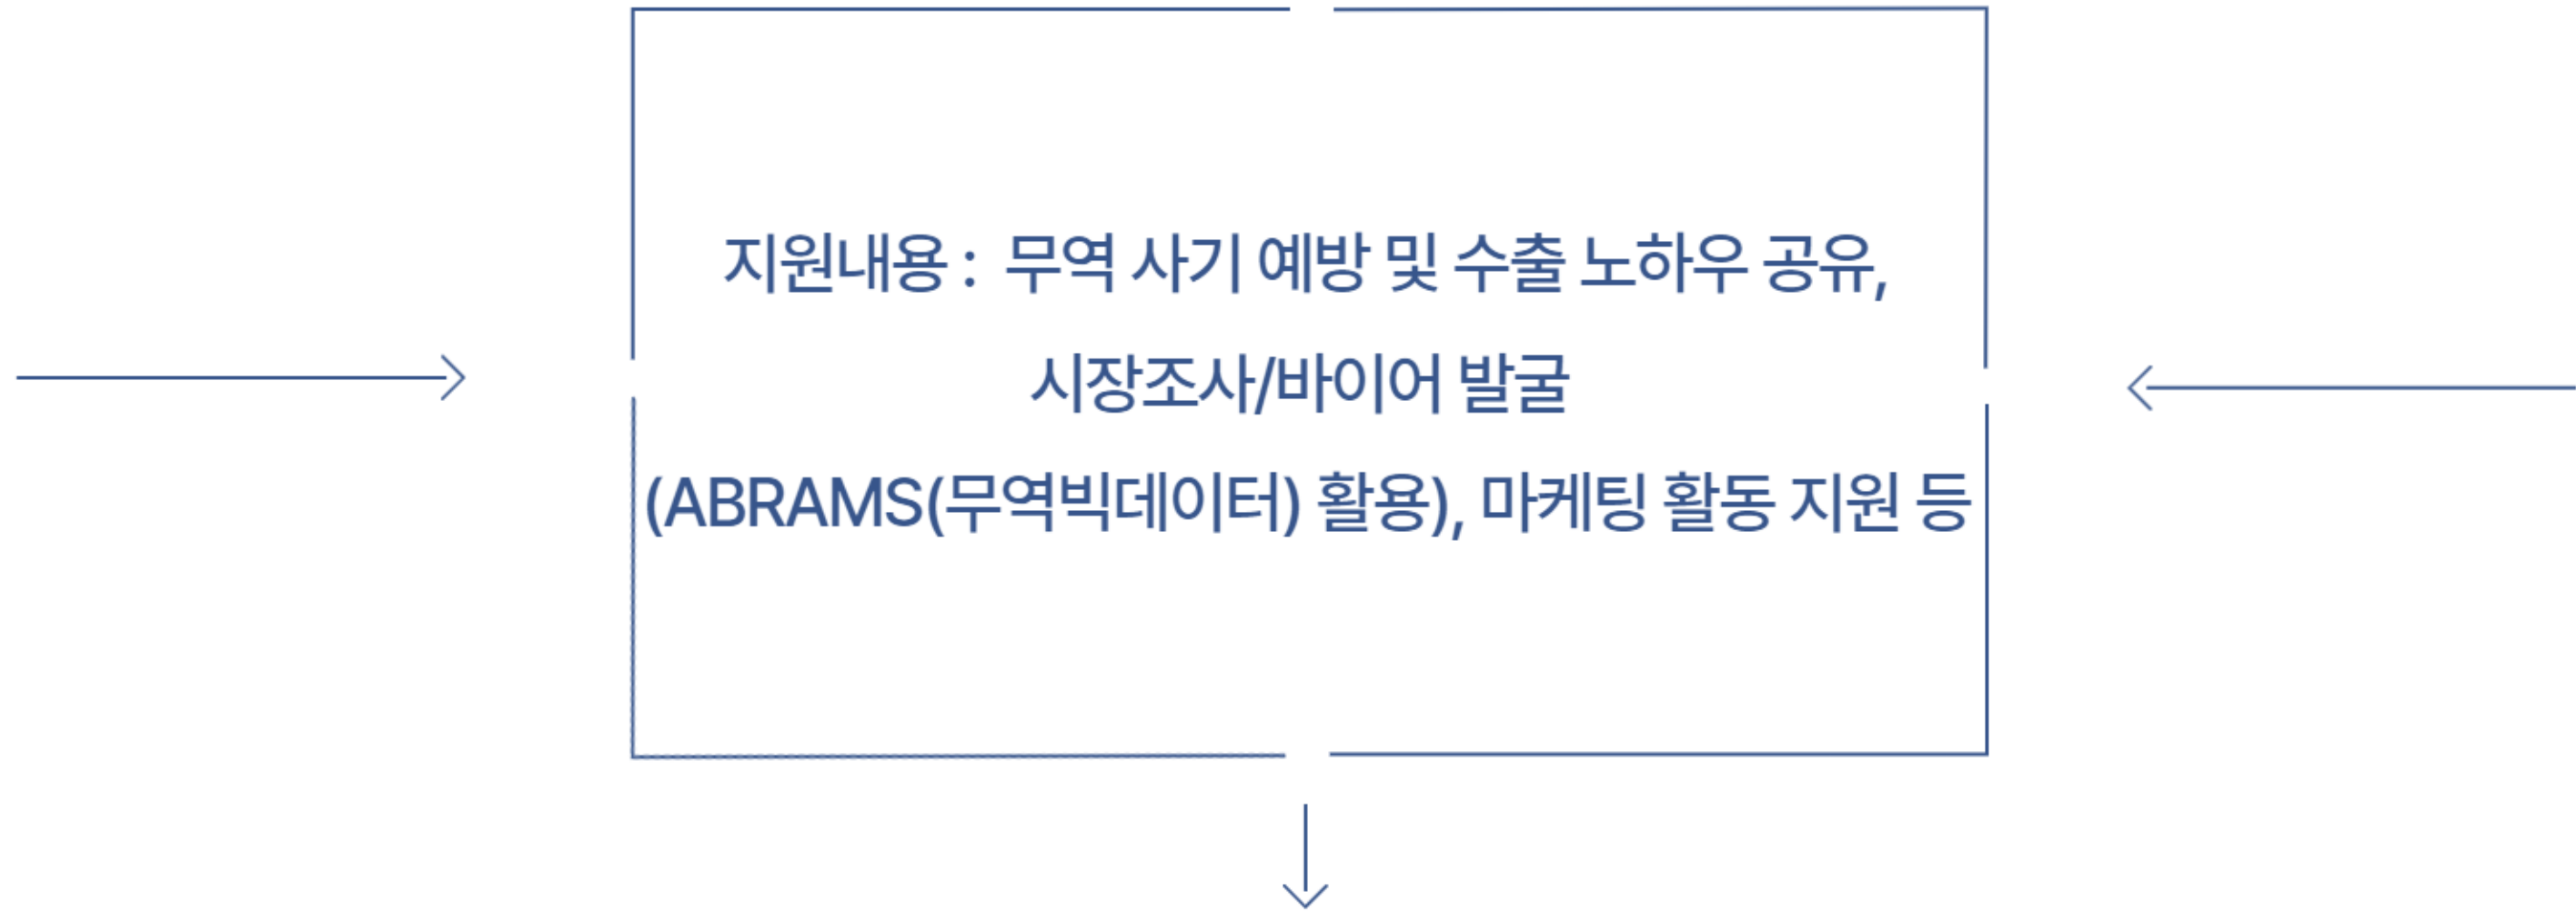 지원내용 :  무역 사기 예방 및 수출 노하우 공유,
시장조사/바이어 발굴
(ABRAMS(무역빅데이터) 활용), 마케팅 활동 지원 등